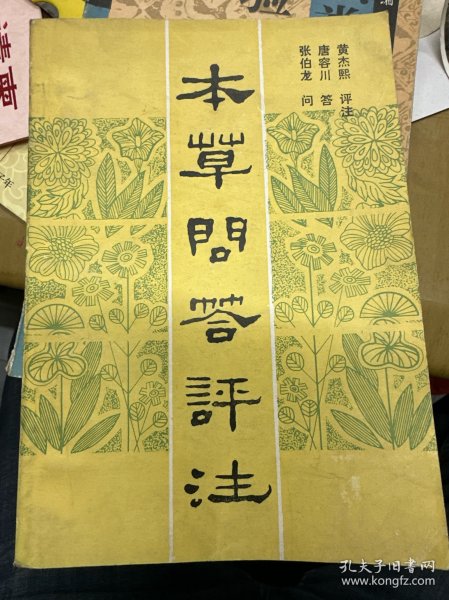 本草問答評注
黄杰熙 评注
唐容川 答
张伯龙 问
孔夫子旧书网
www.kongfz.com